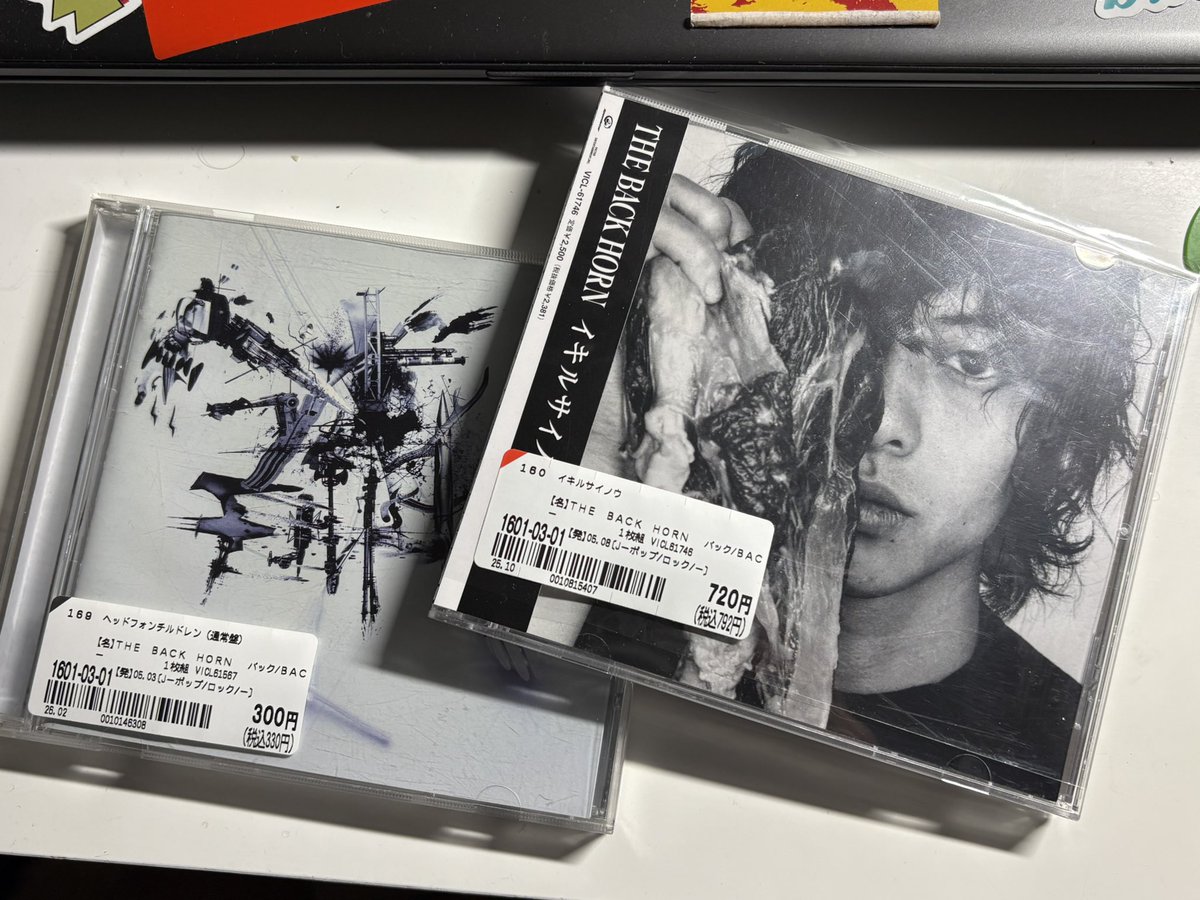 THE BACK HORN イキルサイノ
VICL-61746 定価¥2,500 (税抜価格¥2,381)
160 イキルサイノウ
【名】THE BACK HORN バック/BAC
1枚組 VICL61746
1601-03-01【発】05.08[Jーポップ/ロック/ー]
25.10 0010815407
720円
(税込792円)
169 ヘッドフォンチルドレン (通常盤)
【名】THE BACK HORN バック/BAC
1枚組 VICL61567
1601-03-01【発】05.03[Jーポップ/ロック/ー]
25.02 0010146308
300円
(税込330円)